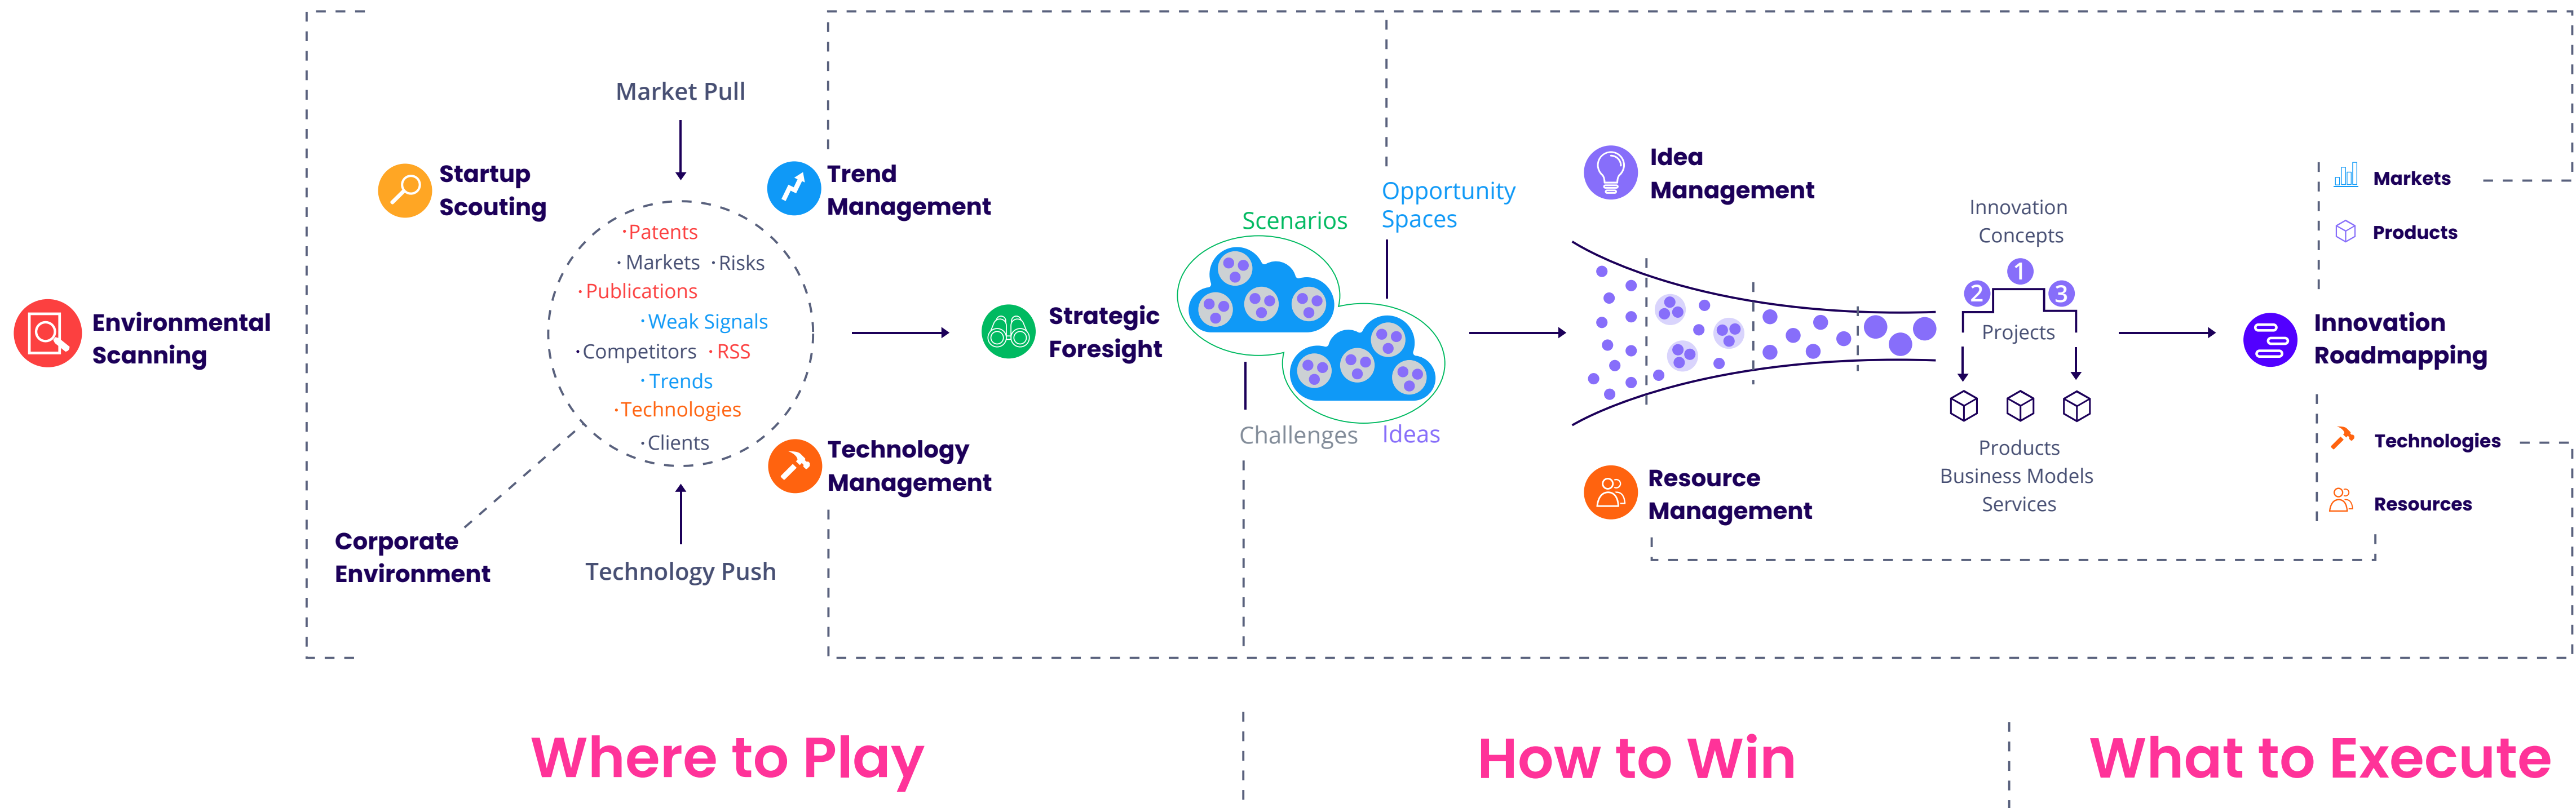 Environmental
Scanning
Market Pull
Startup
Scouting
Trend
Management
·Patents
·Markets ·Risks
·Publications
·Weak Signals
·Competitors ·RSS
·Trends
·Technologies
·Clients
Technology
Management
Corporate
Environment
Technology Push
Strategic
Foresight
Scenarios
Opportunity
Spaces
Challenges
Ideas
Idea
Management
Resource
Management
Innovation
Concepts
1
2
3
Projects
Products
Business Models
Services
Innovation
Roadmapping
Markets
Products
Technologies
Resources
Where to Play
How to Win
What to Execute